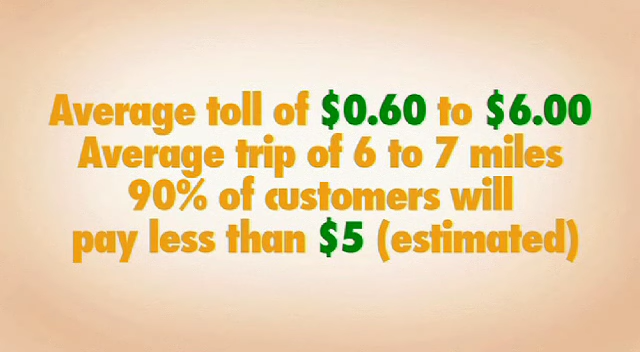 Average toll of $0.60 to $6.00
Average trip of 6 to 7 miles
90% of customers will
pay less than $5 (estimated)